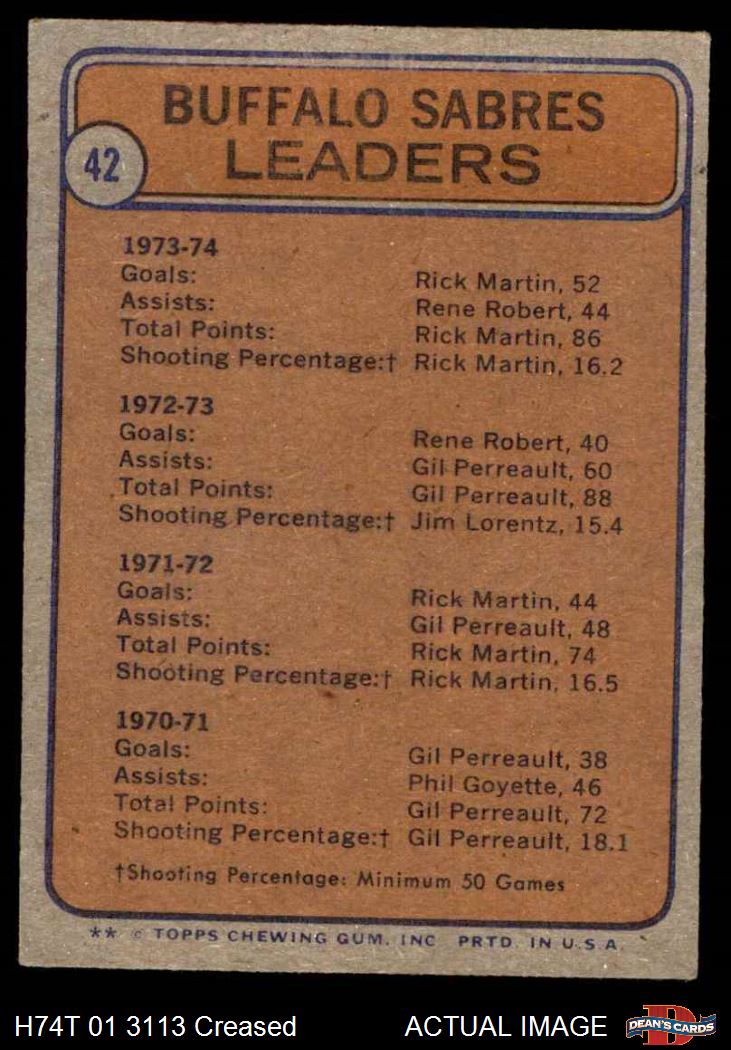 BUFFALO SABRES
LEADERS
42
1973-74
Goals: Rick Martin, 52
Assists: Rene Robert, 44
Total Points: Rick Martin, 86
Shooting Percentage:† Rick Martin, 16.2
1972-73
Goals: Rene Robert, 40
Assists: Gil Perreault, 60
Total Points: Gil Perreault, 88
Shooting Percentage:† Jim Lorentz, 15.4
1971-72
Goals: Rick Martin, 44
Assists: Gil Perreault, 48
Total Points: Rick Martin, 74
Shooting Percentage:† Rick Martin, 16.5
1970-71
Goals: Gil Perreault, 38
Assists: Phil Goyette, 46
Total Points: Gil Perreault, 72
Shooting Percentage:† Gil Perreault, 18.1
†Shooting Percentage: Minimum 50 Games
** © TOPPS CHEWING GUM, INC PRTD. IN U.S.A.
H74T 01 3113 Creased ACTUAL IMAGE
DEAN'S CARDS